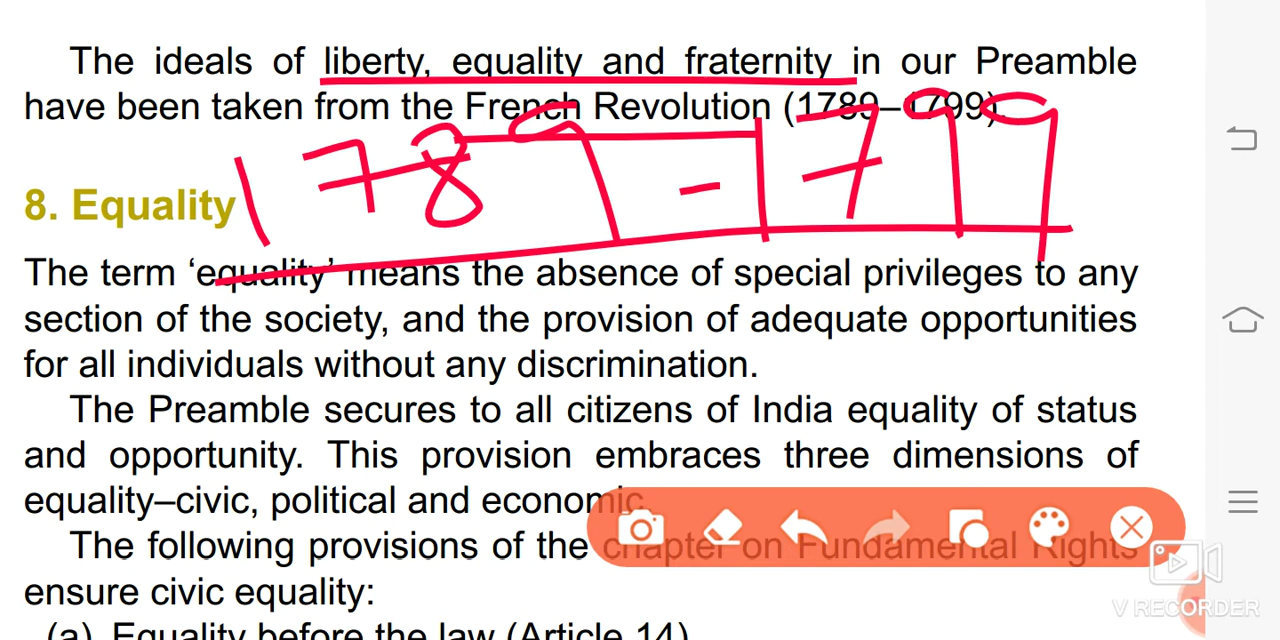 The ideals of liberty, equality and fraternity in our Preamble
have been taken from the French Revolution (1789–1799).
1789 - 1799
8. Equality
The term ‘equality’ means the absence of special privileges to any
section of the society, and the provision of adequate opportunities
for all individuals without any discrimination.
The Preamble secures to all citizens of India equality of status
and opportunity. This provision embraces three dimensions of
equality–civic, political and economic.
The following provisions of the chapter on Fundamental Rights
ensure civic equality:
(a) Equality before the law (Article 14)
V RECORDER